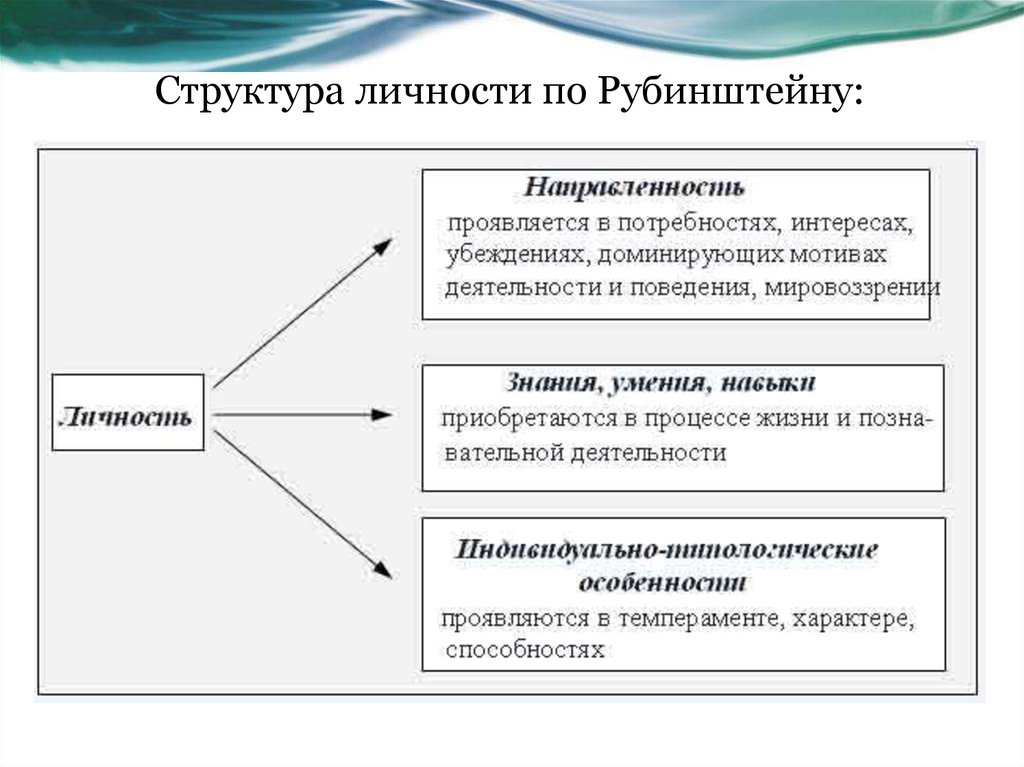 Структура личности по Рубинштейну:
Направленность
проявляется в потребностях, интересах,
убеждениях, доминирующих мотивах
деятельности и поведения, мировоззрении
Личность
Знания, умения, навыки
приобретаются в процессе жизни и позна-
вательной деятельности
Индивидуально-типологические
особенности
проявляются в темпераменте, характере,
способностях